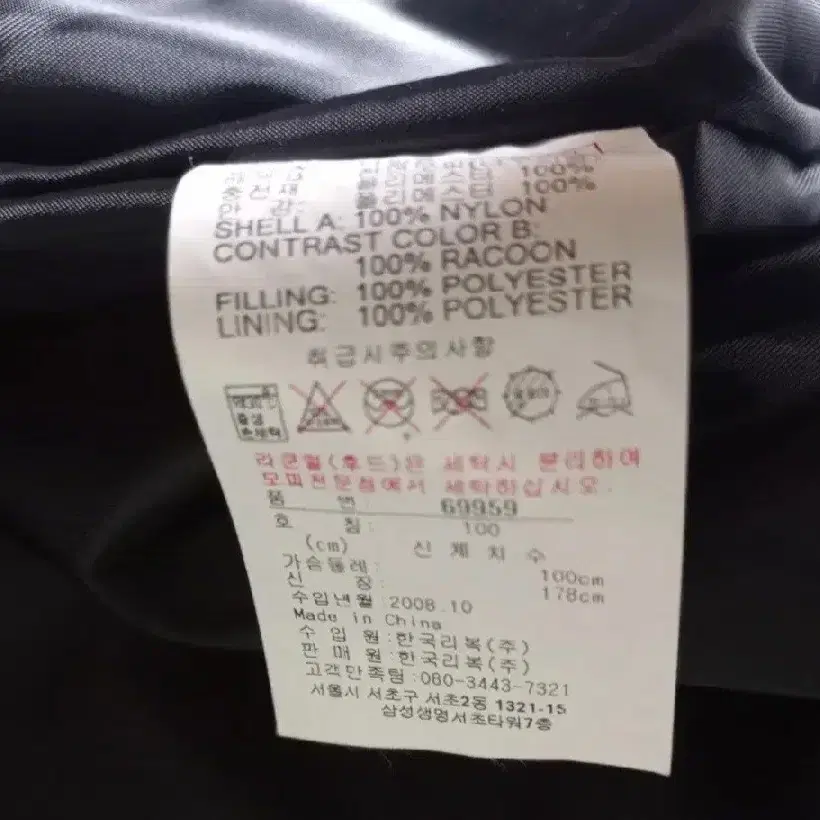 100%
100%
SHELL A: 100% NYLON
CONTRAST COLOR B:
100% RACOON
FILLING: 100% POLYESTER
LINING: 100% POLYESTER
취급시주의사항
라쿤털(후드)은 세탁시 분리하여
모피전문점에서 세탁하십시오.
품 번: 69959
호 칭: 100
(cm) 신 체 치 수
가슴둘레: 100cm
신 장: 178cm
수입년월:2008.10
Made in China
수 입 원:한국리복(주)
판 매 원:한국리복(주)
고객만족팀:080-3443-7321
서울시 서초구 서초2동 1321-15
삼성생명서초타워7층